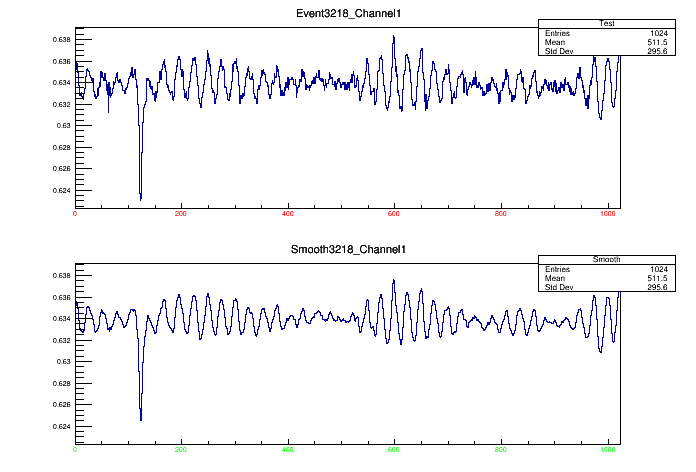 Event3218_Channel1
Test
Entries 1024
Mean 511.5
Std Dev 295.6
0.638
0.636
0.634
0.632
0.63
0.628
0.626
0.624
0 200 400 600 800 1000
Smooth3218_Channel1
Smooth
Entries 1024
Mean 511.5
Std Dev 295.6
0.638
0.636
0.634
0.632
0.63
0.628
0.626
0.624
0 200 400 600 800 1000